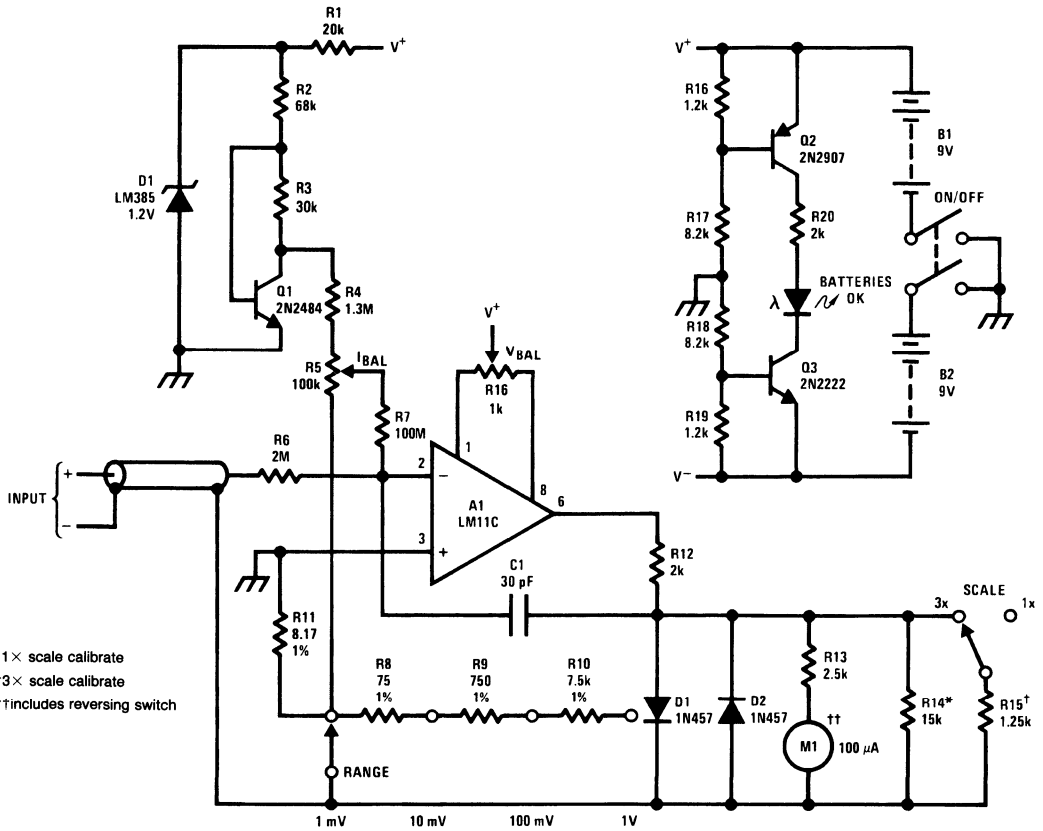 R1
20k
V+
R2
68k
D1
LM385
1.2V
R3
30k
Q1
2N2484
R4
1.3M
R5
100k
IBAL
R7
100M
V+
VBAL
R16
1k
R6
2M
INPUT
+
−
2
−
3
+
1
8
6
A1
LM11C
C1
30 pF
R12
2k
R11
8.17
1%
R8
75
1%
R9
750
1%
R10
7.5k
1%
D1
1N457
D2
1N457
R13
2.5k
††
M1
100 μA
R14*
15k
R15†
1.25k
SCALE
3x
1x
RANGE
1 mV
10 mV
100 mV
1V
1× scale calibrate
3× scale calibrate
††includes reversing switch
V+
R16
1.2k
Q2
2N2907
R17
8.2k
R20
2k
λ
BATTERIES
OK
R18
8.2k
Q3
2N2222
R19
1.2k
V−
B1
9V
ON/OFF
B2
9V